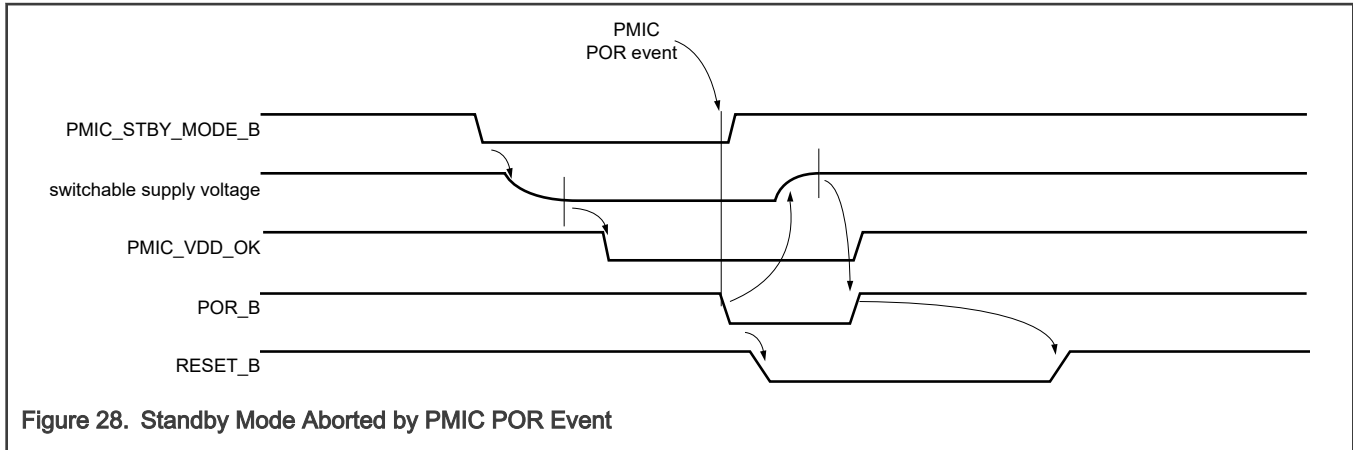 PMIC
POR event
PMIC_STBY_MODE_B
switchable supply voltage
PMIC_VDD_OK
POR_B
RESET_B
Figure 28. Standby Mode Aborted by PMIC POR Event